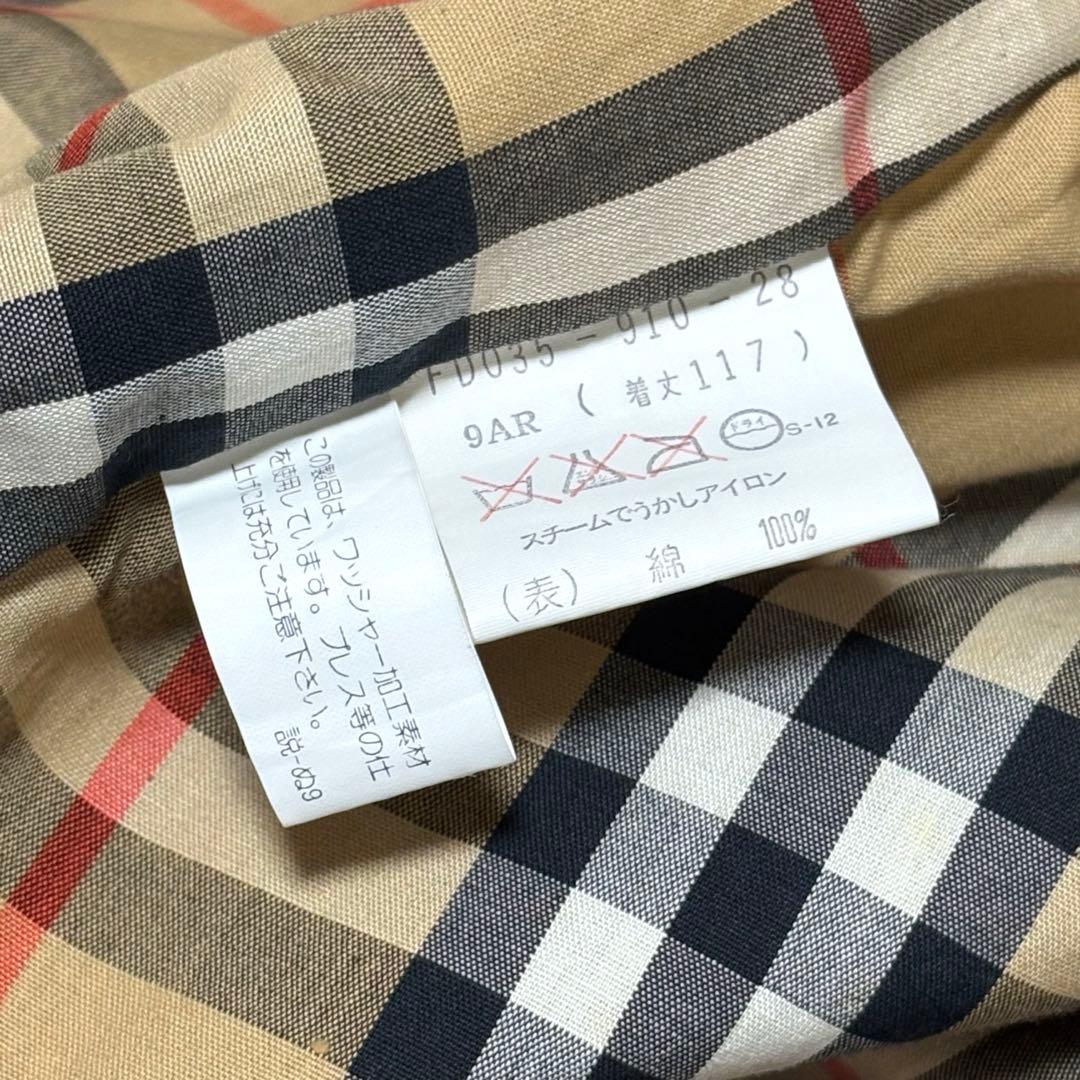 FD035-910-28
9AR (着丈117)
ドライ S-12
スチームでうかしアイロン
(表) 綿 100%
この製品は、ワッシャー加工素材
を使用しています。プレス等の仕
上げには充分ご注意下さい。
説-ぬ9